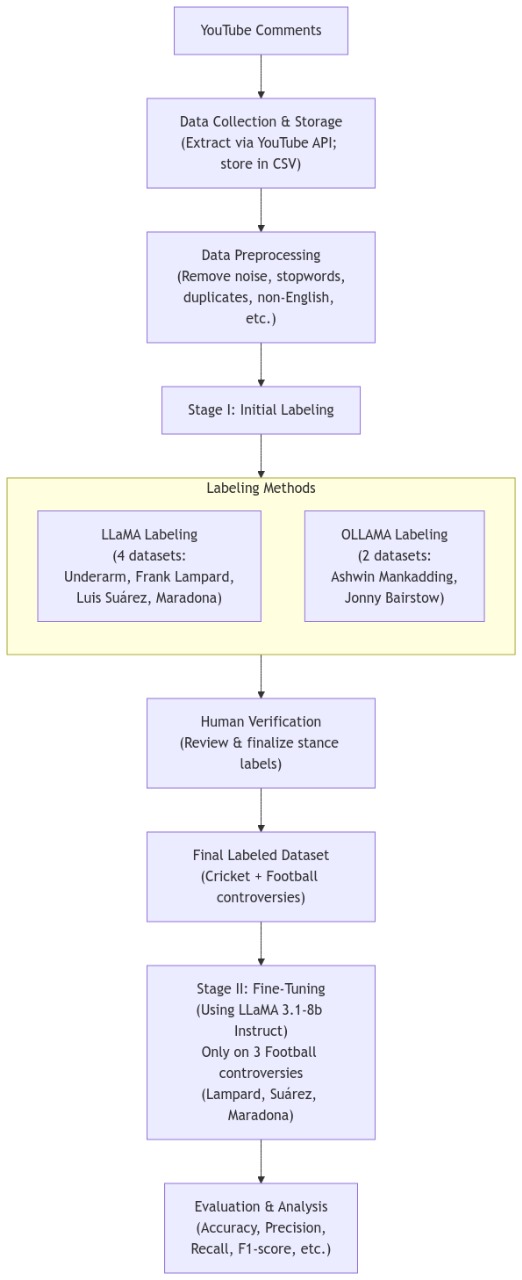 YouTube Comments
Data Collection & Storage
(Extract via YouTube API;
store in CSV)
Data Preprocessing
(Remove noise, stopwords,
duplicates, non-English,
etc.)
Stage I: Initial Labeling
Labeling Methods
LLaMA Labeling
(4 datasets:
Underarm, Frank Lampard,
Luis Suárez, Maradona)
OLLAMA Labeling
(2 datasets:
Ashwin Mankadding,
Jonny Bairstow)
Human Verification
(Review & finalize stance
labels)
Final Labeled Dataset
(Cricket + Football
controversies)
Stage II: Fine-Tuning
(Using LLaMA 3.1-8b
Instruct)
Only on 3 Football
controversies
(Lampard, Suárez,
Maradona)
Evaluation & Analysis
(Accuracy, Precision,
Recall, F1-score, etc.)